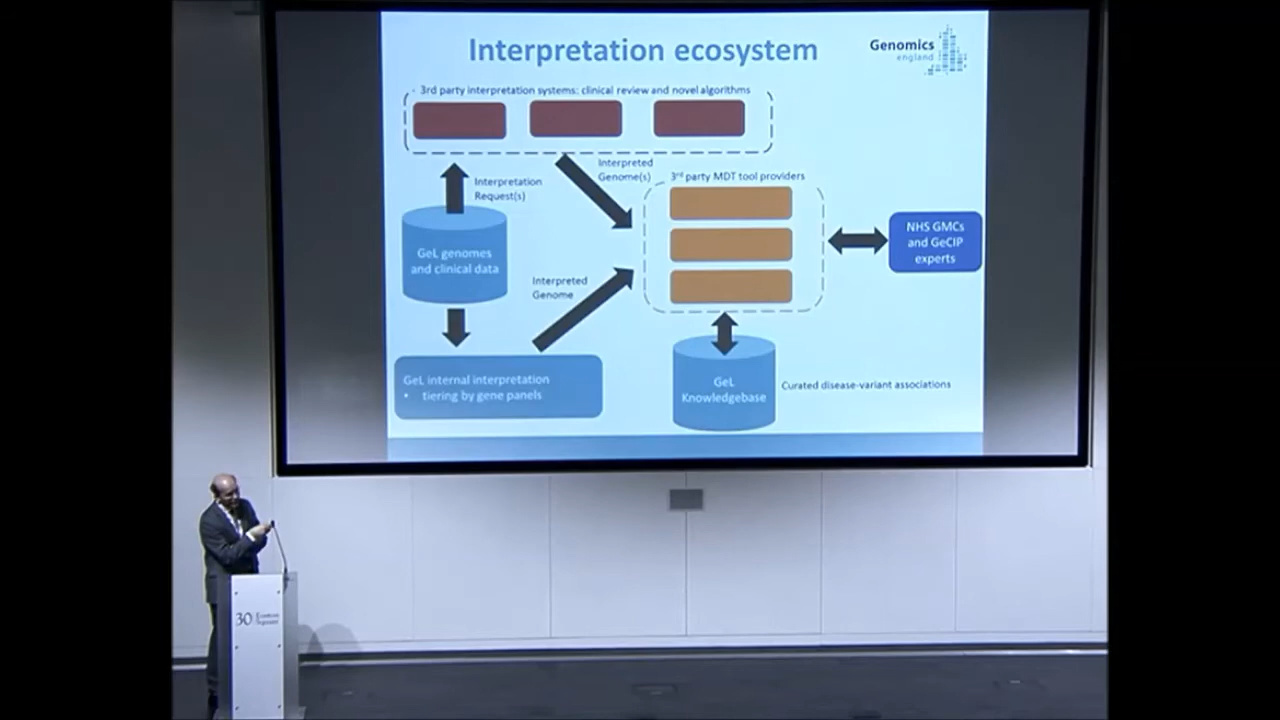 Interpretation ecosystem
Genomics
england
3rd party interpretation systems: clinical review and novel algorithms
Interpreted
Genome(s)
Interpretation
Request(s)
3rd party MDT tool providers
GeL genomes
and clinical data
NHS GMCs
and GeCIP
experts
Interpreted
Genome
GeL internal interpretation
• tiering by gene panels
GeL
Knowledgebase
Curated disease-variant associations
30